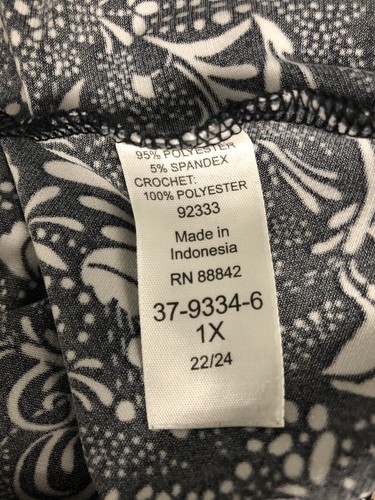 95% POLYESTER
5% SPANDEX
CROCHET:
100% POLYESTER
92333
Made in
Indonesia
RN 88842
37-9334-6
1X
22/24